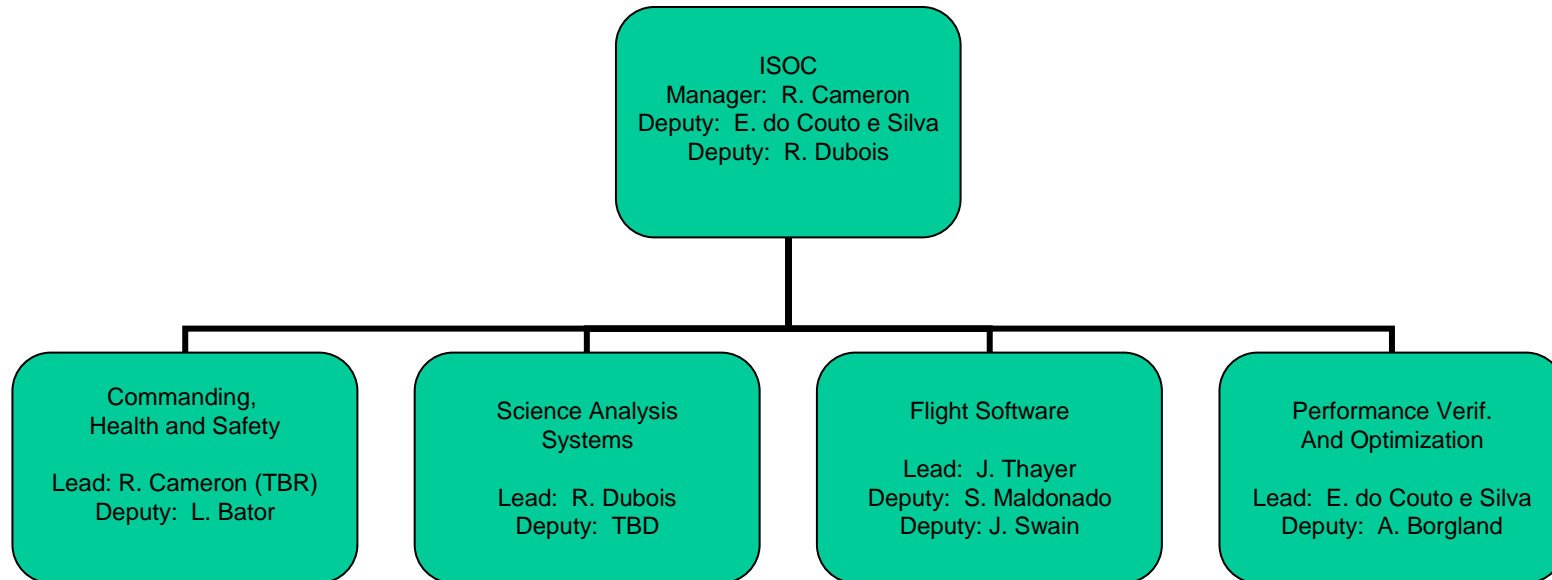 ISOC
Manager:  R. Cameron
Deputy:  E. do Couto e Silva
Deputy:  R. Dubois
Commanding,
Health and Safety
Lead: R. Cameron (TBR)
Deputy:  L. Bator
Science Analysis
Systems
Lead:  R. Dubois
Deputy:  TBD
Flight Software
Lead:  J. Thayer
Deputy:  S. Maldonado
Deputy: J. Swain
Performance Verif.
And Optimization
Lead:  E. do Couto e Silva
Deputy:  A. Borgland